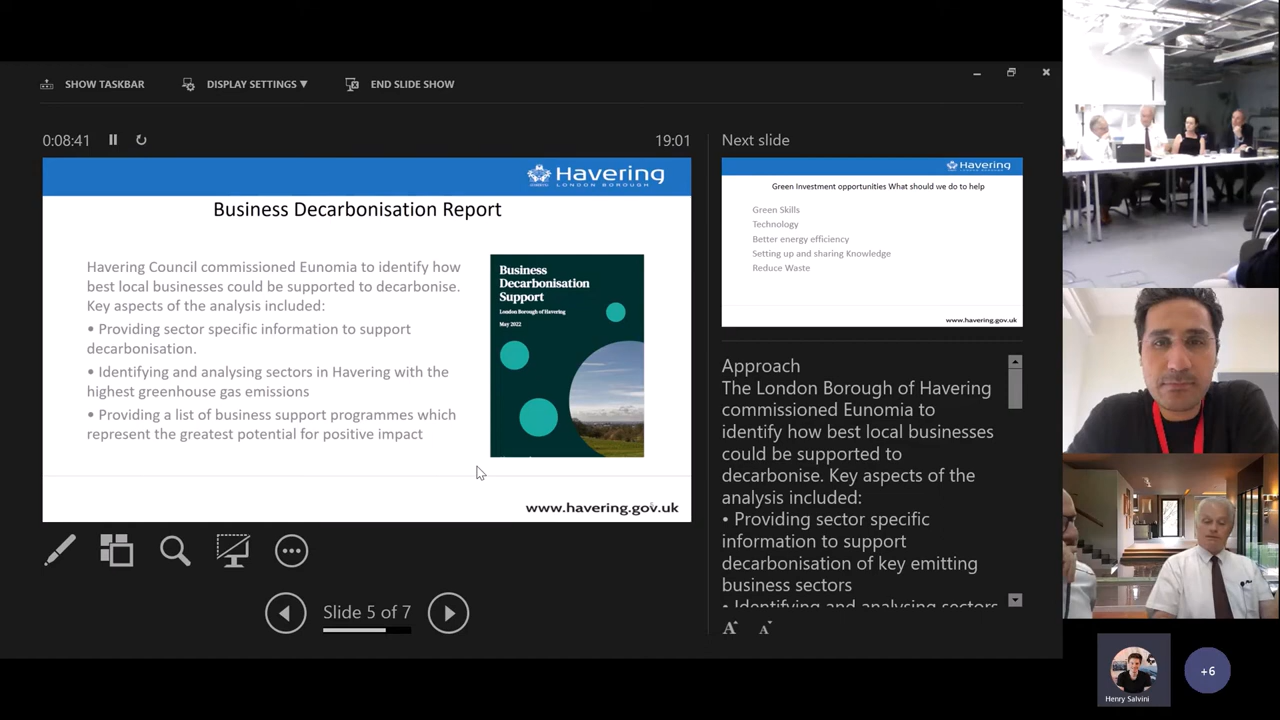 SHOW TASKBAR
DISPLAY SETTINGS ▼
END SLIDE SHOW
0:08:41
19:01
Havering
LONDON BOROUGH
Business Decarbonisation Report
Havering Council commissioned Eunomia to identify how
best local businesses could be supported to decarbonise.
Key aspects of the analysis included:
• Providing sector specific information to support
decarbonisation.
• Identifying and analysing sectors in Havering with the
highest greenhouse gas emissions
• Providing a list of business support programmes which
represent the greatest potential for positive impact
Business
Decarbonisation
Support
London Borough of Havering
May 2022
www.havering.gov.uk
Slide 5 of 7
Next slide
Havering
LONDON BOROUGH
Green Investment opportunities What should we do to help
Green Skills
Technology
Better energy efficiency
Setting up and sharing Knowledge
Reduce Waste
www.havering.gov.uk
Approach
The London Borough of Havering
commissioned Eunomia to
identify how best local businesses
could be supported to
decarbonise. Key aspects of the
analysis included:
• Providing sector specific
information to support
decarbonisation of key emitting
business sectors
• Identifying and analysing sectors
A
A
Henry Salvini
+6